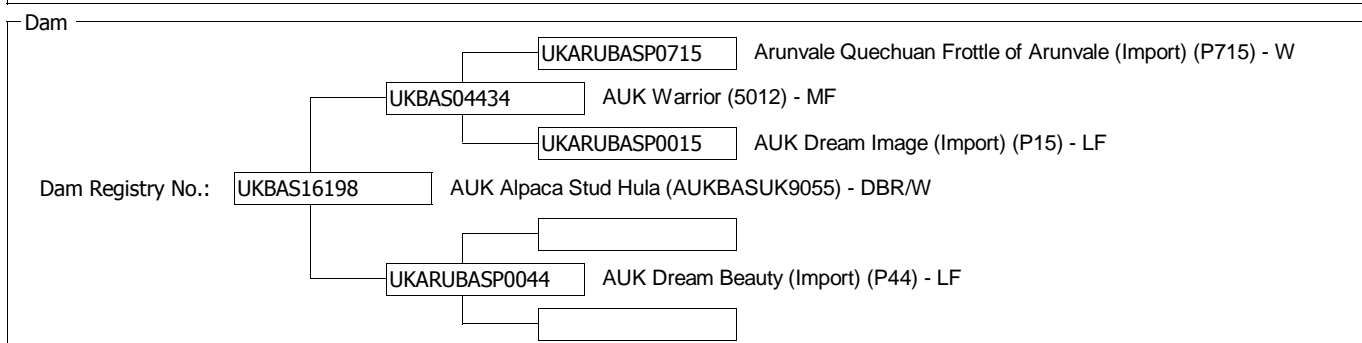 Dam
UKARUBASP0715 Arunvale Quechuan Frottle of Arunvale (Import) (P715) - W
UKBAS04434 AUK Warrior (5012) - MF
UKARUBASP0015 AUK Dream Image (Import) (P15) - LF
Dam Registry No.: UKBAS16198 AUK Alpaca Stud Hula (AUKBASUK9055) - DBR/W
UKARUBASP0044 AUK Dream Beauty (Import) (P44) - LF